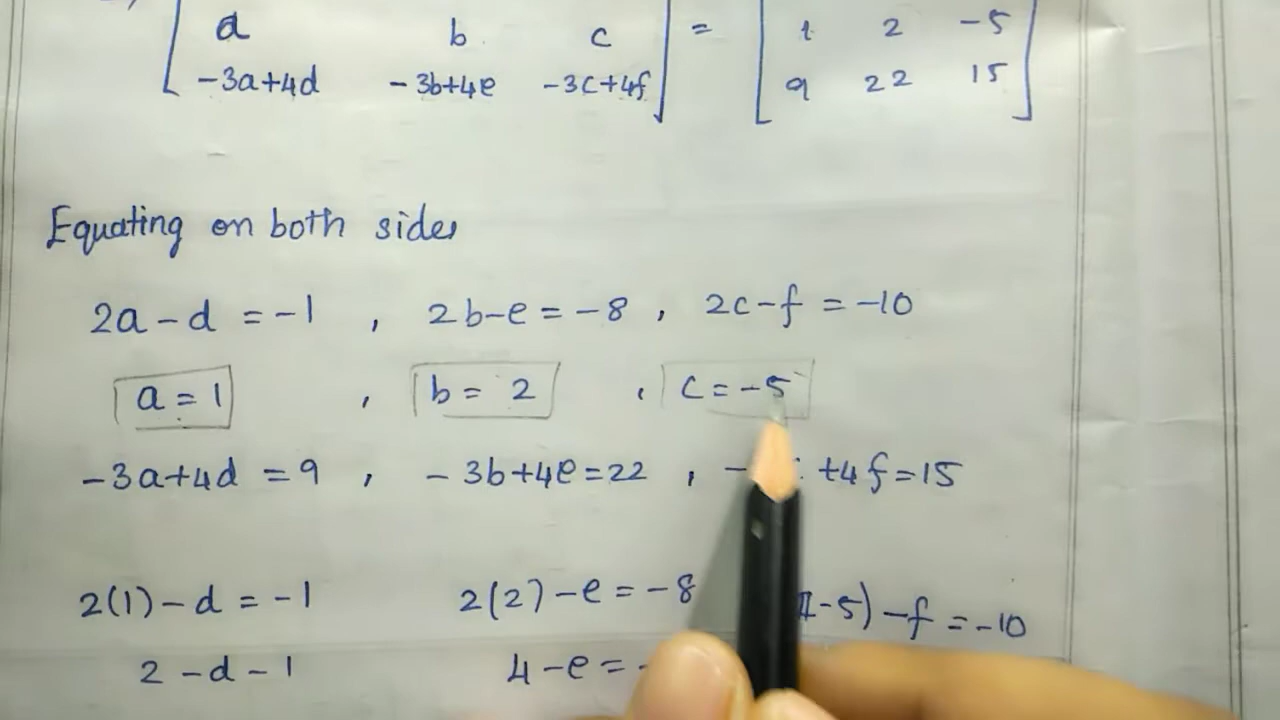 a b c = 1 2 -5
-3a+4d -3b+4e -3c+4f 9 22 15
Equating on both sides
2a-d = -1 , 2b-e = -8 , 2c-f = -10
a = 1 , b = 2 , c = -5
-3a+4d = 9 , -3b+4e=22 , - +4f=15
2(1)-d = -1 2(2)-e = -8 -5)-f = -10
2-d-1 4-e = -